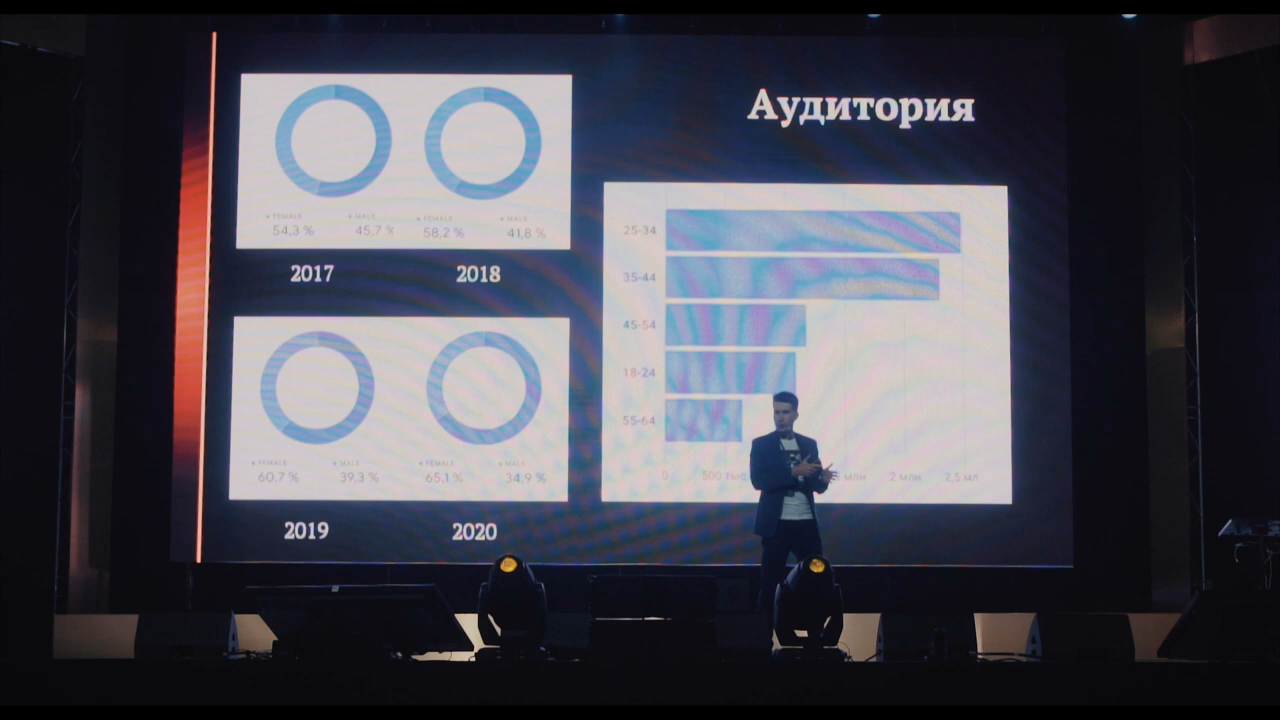 Аудитория
FEMALE MALE FEMALE MALE
54,3 % 45,7 % 58,2 % 41,8 %
2017 2018
FEMALE MALE FEMALE MALE
60,7 % 39,3 % 65,1 % 34,9 %
2019 2020
25-34
35-44
45-54
18-24
55-64
0 500 тыс. млн 2 млн 2,5 мл